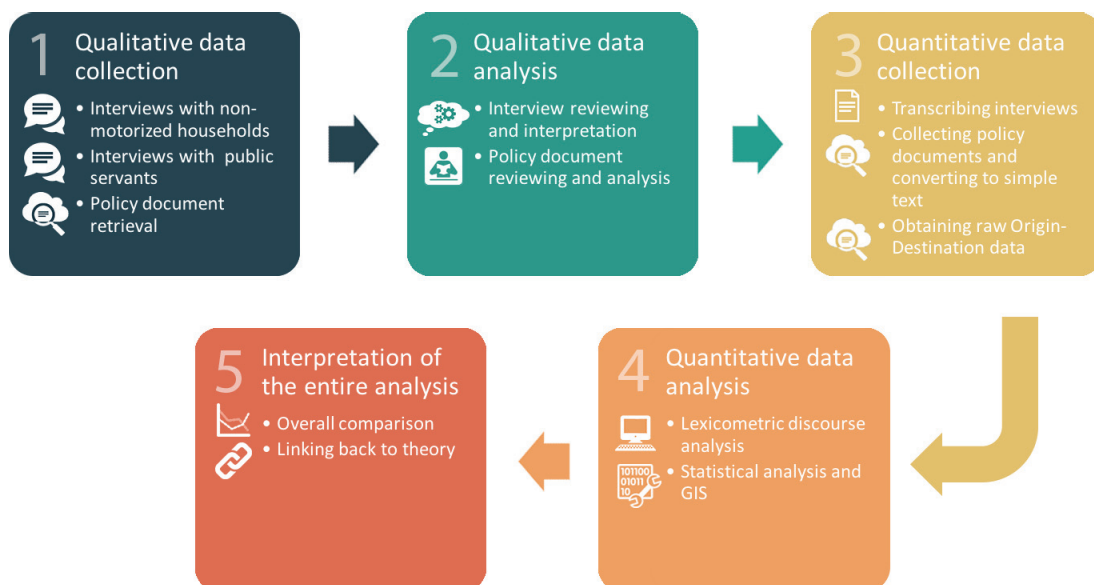 1
Qualitative data
collection
• Interviews with non-
motorized households
• Interviews with public
servants
• Policy document
retrieval
2
Qualitative data
analysis
• Interview reviewing
and interpretation
• Policy document
reviewing and analysis
3
Quantitative data
collection
• Transcribing interviews
• Collecting policy
documents and
converting to simple
text
• Obtaining raw Origin-
Destination data
4
Quantitative data
analysis
• Lexicometric discourse
analysis
• Statistical analysis and
GIS
101100
01011
10
5
Interpretation of
the entire analysis
• Overall comparison
• Linking back to theory